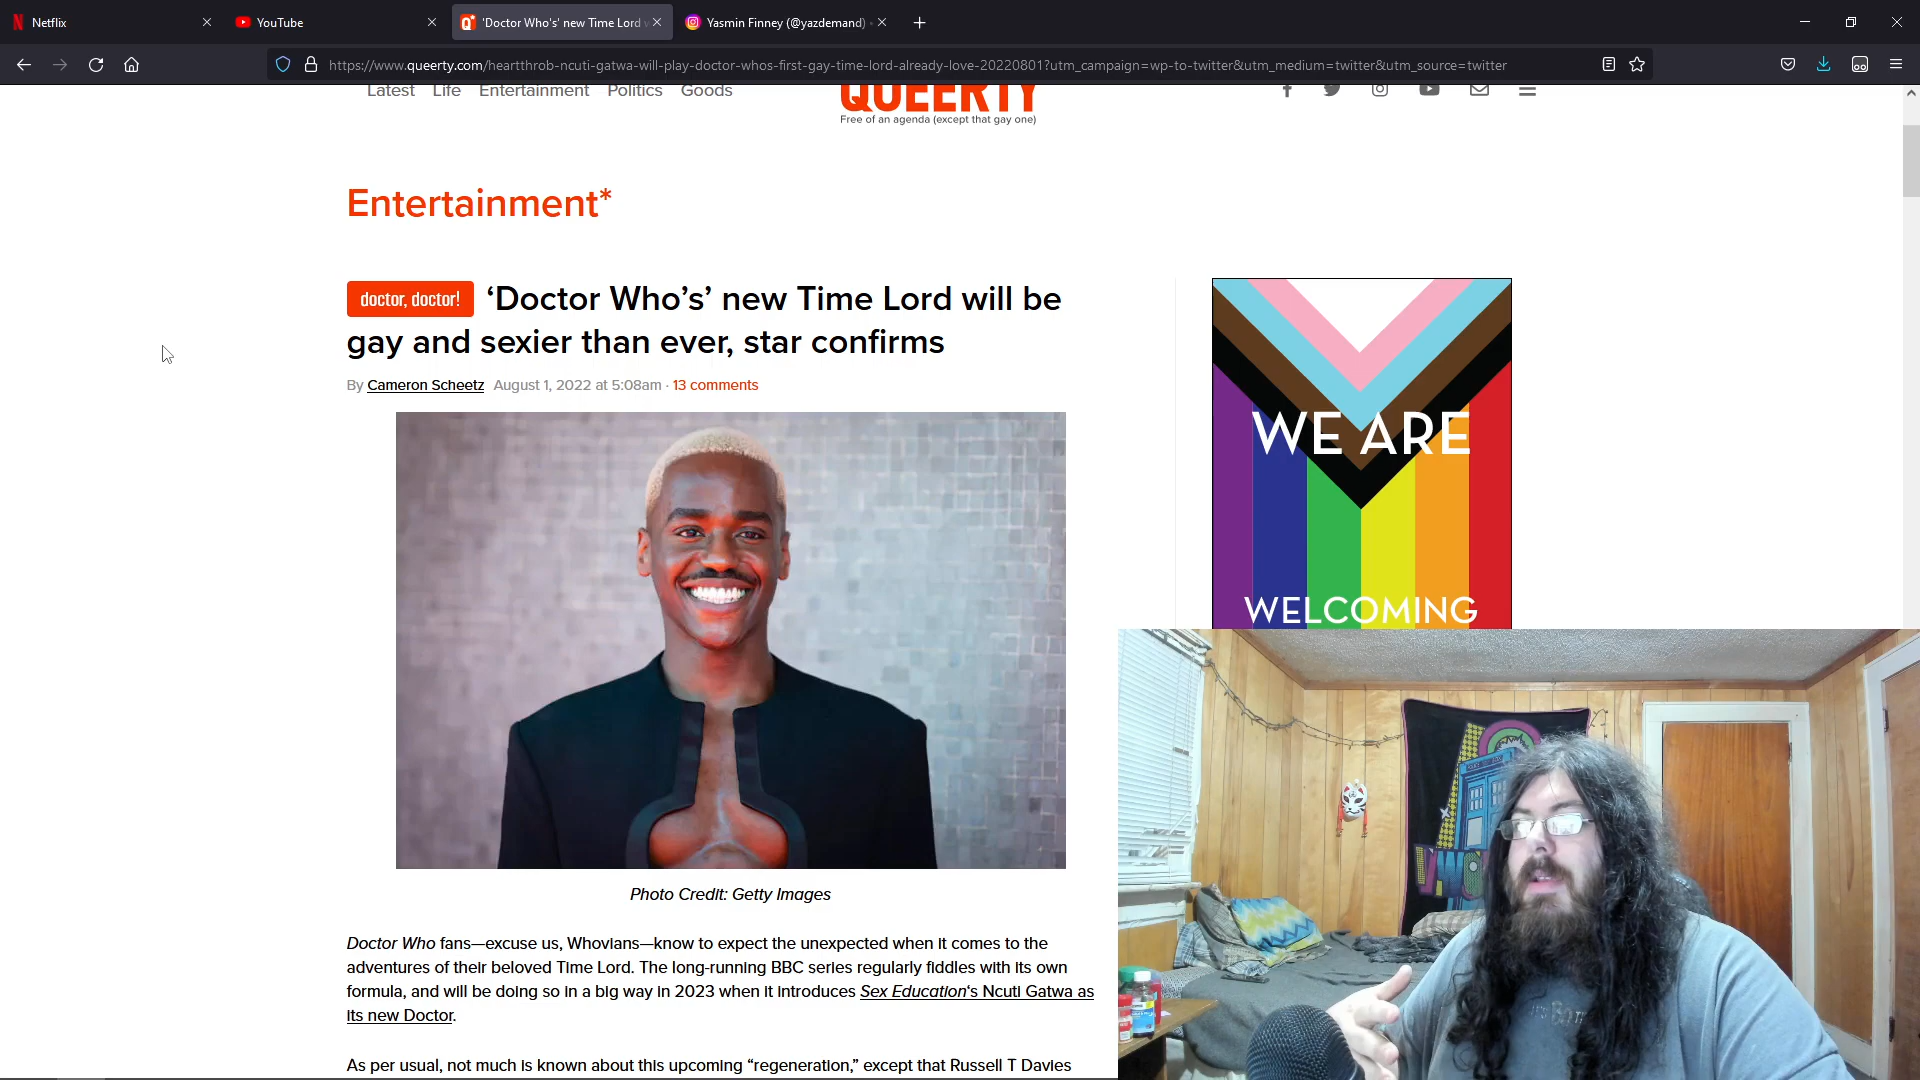 Netflix
YouTube
'Doctor Who's' new Time Lord w
Yasmin Finney (@yazdemand) •
https://www.queerty.com/heartthrob-ncuti-gatwa-will-play-doctor-whos-first-gay-time-lord-already-love-20220801?utm_campaign=wp-to-twitter&utm_medium=twitter&utm_source=twitter
Latest Life Entertainment Politics Goods
QUEERTY
Free of an agenda (except that gay one)
Entertainment*
doctor, doctor! ‘Doctor Who’s’ new Time Lord will be
gay and sexier than ever, star confirms
By Cameron Scheetz August 1, 2022 at 5:08am · 13 comments
WE ARE
WELCOMING
Photo Credit: Getty Images
Doctor Who fans—excuse us, Whovians—know to expect the unexpected when it comes to the
adventures of their beloved Time Lord. The long-running BBC series regularly fiddles with its own
formula, and will be doing so in a big way in 2023 when it introduces Sex Education‘s Ncuti Gatwa as
its new Doctor.
As per usual, not much is known about this upcoming “regeneration,” except that Russell T Davies